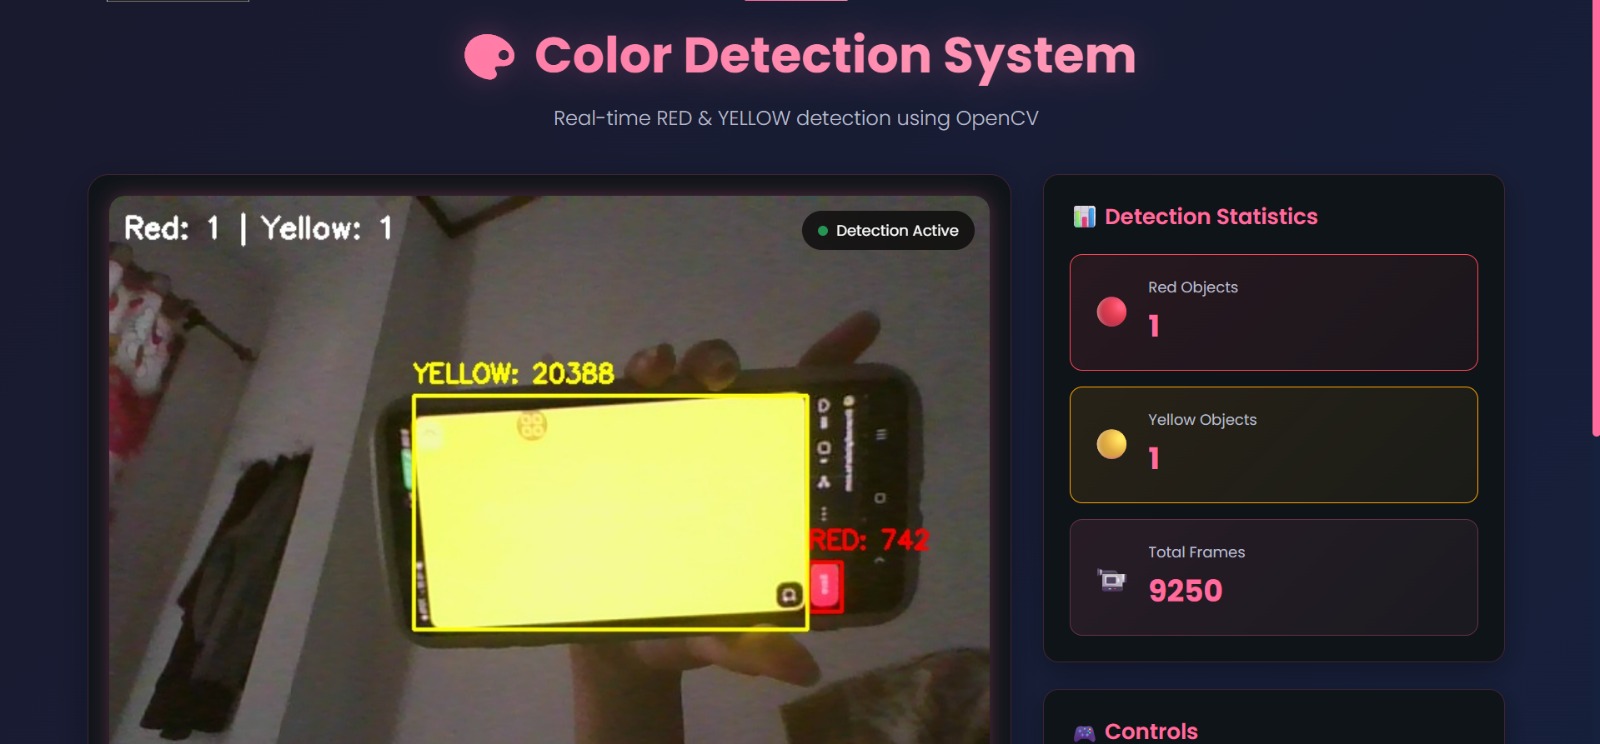 Color Detection System
Real-time RED & YELLOW detection using OpenCV
Red: 1 | Yellow: 1
Detection Active
YELLOW: 20388
RED: 742
Detection Statistics
Red Objects
1
Yellow Objects
1
Total Frames
9250
Controls